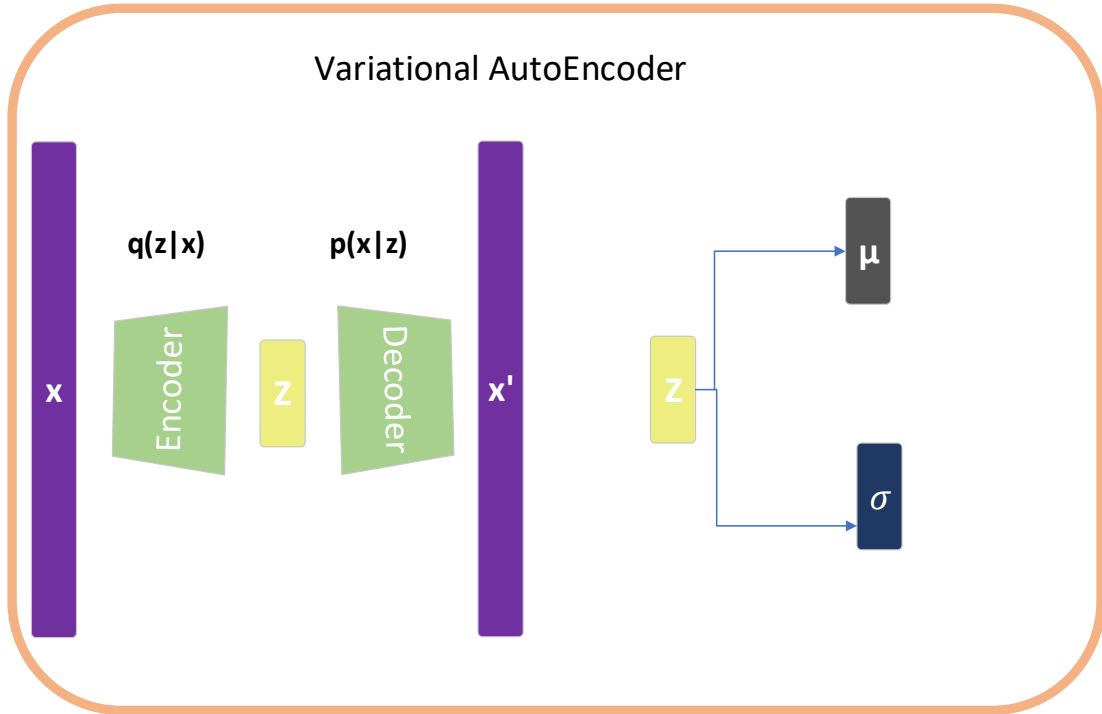 Variational AutoEncoder
q(z|x)
p(x|z)
x
Encoder
Z
Decoder
x'
Z
μ
σ